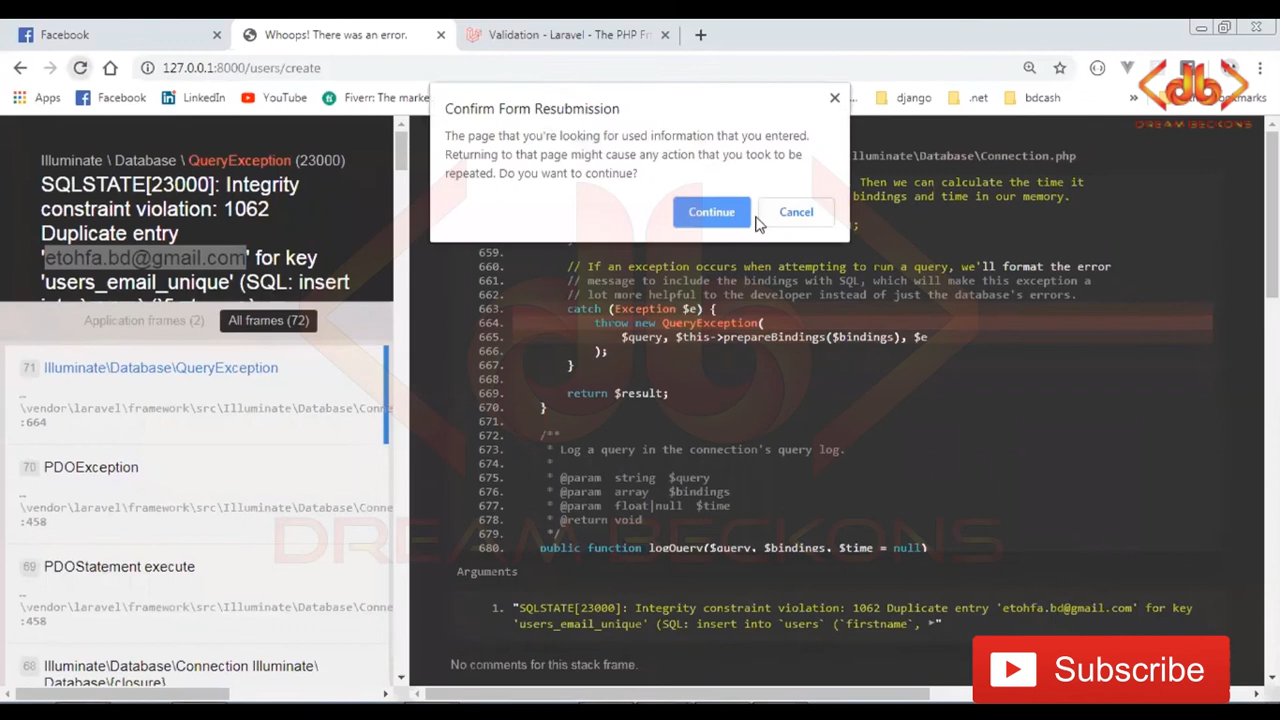 Facebook
Whoops! There was an error.
Validation - Laravel - The PHP Fr
127.0.0.1:8000/users/create
Apps
Facebook
LinkedIn
YouTube
Fiverr: The marke
django
.net
bdcash
»
okmarks
DREAM BECKONS
Confirm Form Resubmission
The page that you're looking for used information that you entered.
Returning to that page might cause any action that you took to be
repeated. Do you want to continue?
Continue
Cancel
Illuminate \ Database \ QueryException (23000)
SQLSTATE[23000]: Integrity
constraint violation: 1062
Duplicate entry
'etohfa.bd@gmail.com' for key
'users_email_unique' (SQL: insert
Application frames (2)
All frames (72)
71 Illuminate\Database\QueryException
…
\vendor\laravel\framework\src\Illuminate\Database\Conne
:664
70 PDOException
…
\vendor\laravel\framework\src\Illuminate\Database\Conne
:458
69 PDOStatement execute
…
\vendor\laravel\framework\src\Illuminate\Database\Conne
:458
68 Illuminate\Database\Connection Illuminate\
Database\{closure}
lluminate\Database\Connection.php
Then we can calculate the time it
bindings and time in our memory.
;
659.
660. // If an exception occurs when attempting to run a query, we'll format the error
661. // message to include the bindings with SQL, which will make this exception a
662. // lot more helpful to the developer instead of just the database's errors.
663. catch (Exception $e) {
664. throw new QueryException(
665. $query, $this->prepareBindings($bindings), $e
666. );
667. }
668.
669. return $result;
670. }
671.
672. /**
673. * Log a query in the connection's query log.
674. *
675. * @param string $query
676. * @param array $bindings
677. * @param float|null $time
678. * @return void
679. */
680. public function logQuery($query, $bindings, $time = null)
Arguments
1. "SQLSTATE[23000]: Integrity constraint violation: 1062 Duplicate entry 'etohfa.bd@gmail.com' for key
'users_email_unique' (SQL: insert into `users` (`firstname`, ▸"
No comments for this stack frame.
DREAM BECKONS
Subscribe